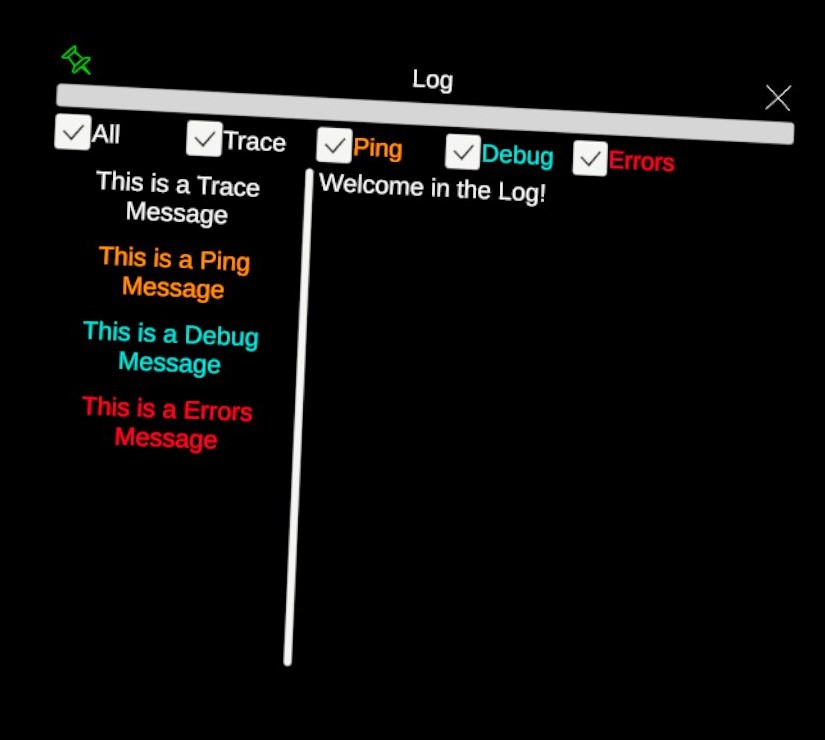 Log
All
Trace
Ping
Debug
Errors
This is a Trace
Message
This is a Ping
Message
This is a Debug
Message
This is a Errors
Message
Welcome in the Log!